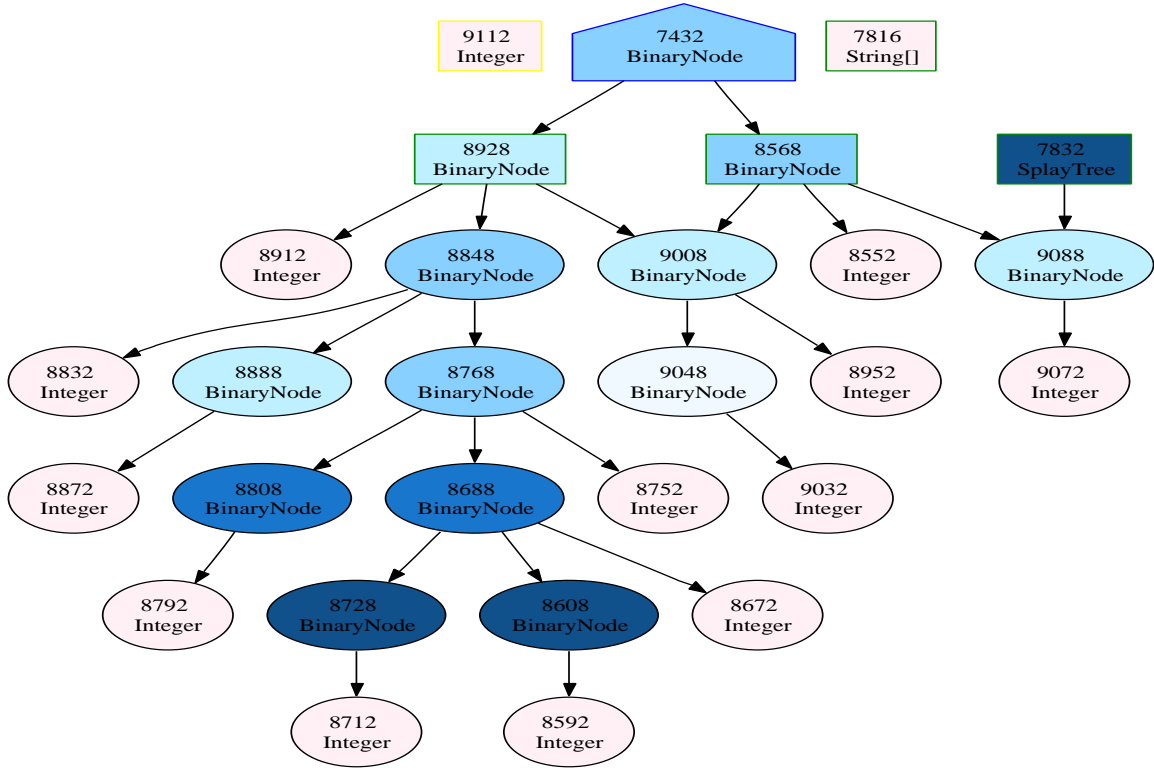 9112
Integer
7432
BinaryNode
7816
String[]
8928
BinaryNode
8568
BinaryNode
7832
SplayTree
8912
Integer
8848
BinaryNode
9008
BinaryNode
8552
Integer
9088
BinaryNode
8832
Integer
8888
BinaryNode
8768
BinaryNode
9048
BinaryNode
8952
Integer
9072
Integer
8872
Integer
8808
BinaryNode
8688
BinaryNode
8752
Integer
9032
Integer
8792
Integer
8728
BinaryNode
8608
BinaryNode
8672
Integer
8712
Integer
8592
Integer